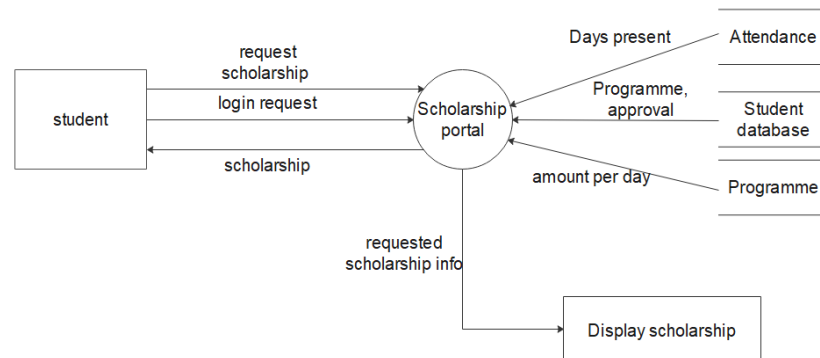 request
scholarship
login request
student
scholarship
Scholarship
portal
Days present
Attendance
Programme,
approval
Student
database
amount per day
Programme
requested
scholarship info
Display scholarship